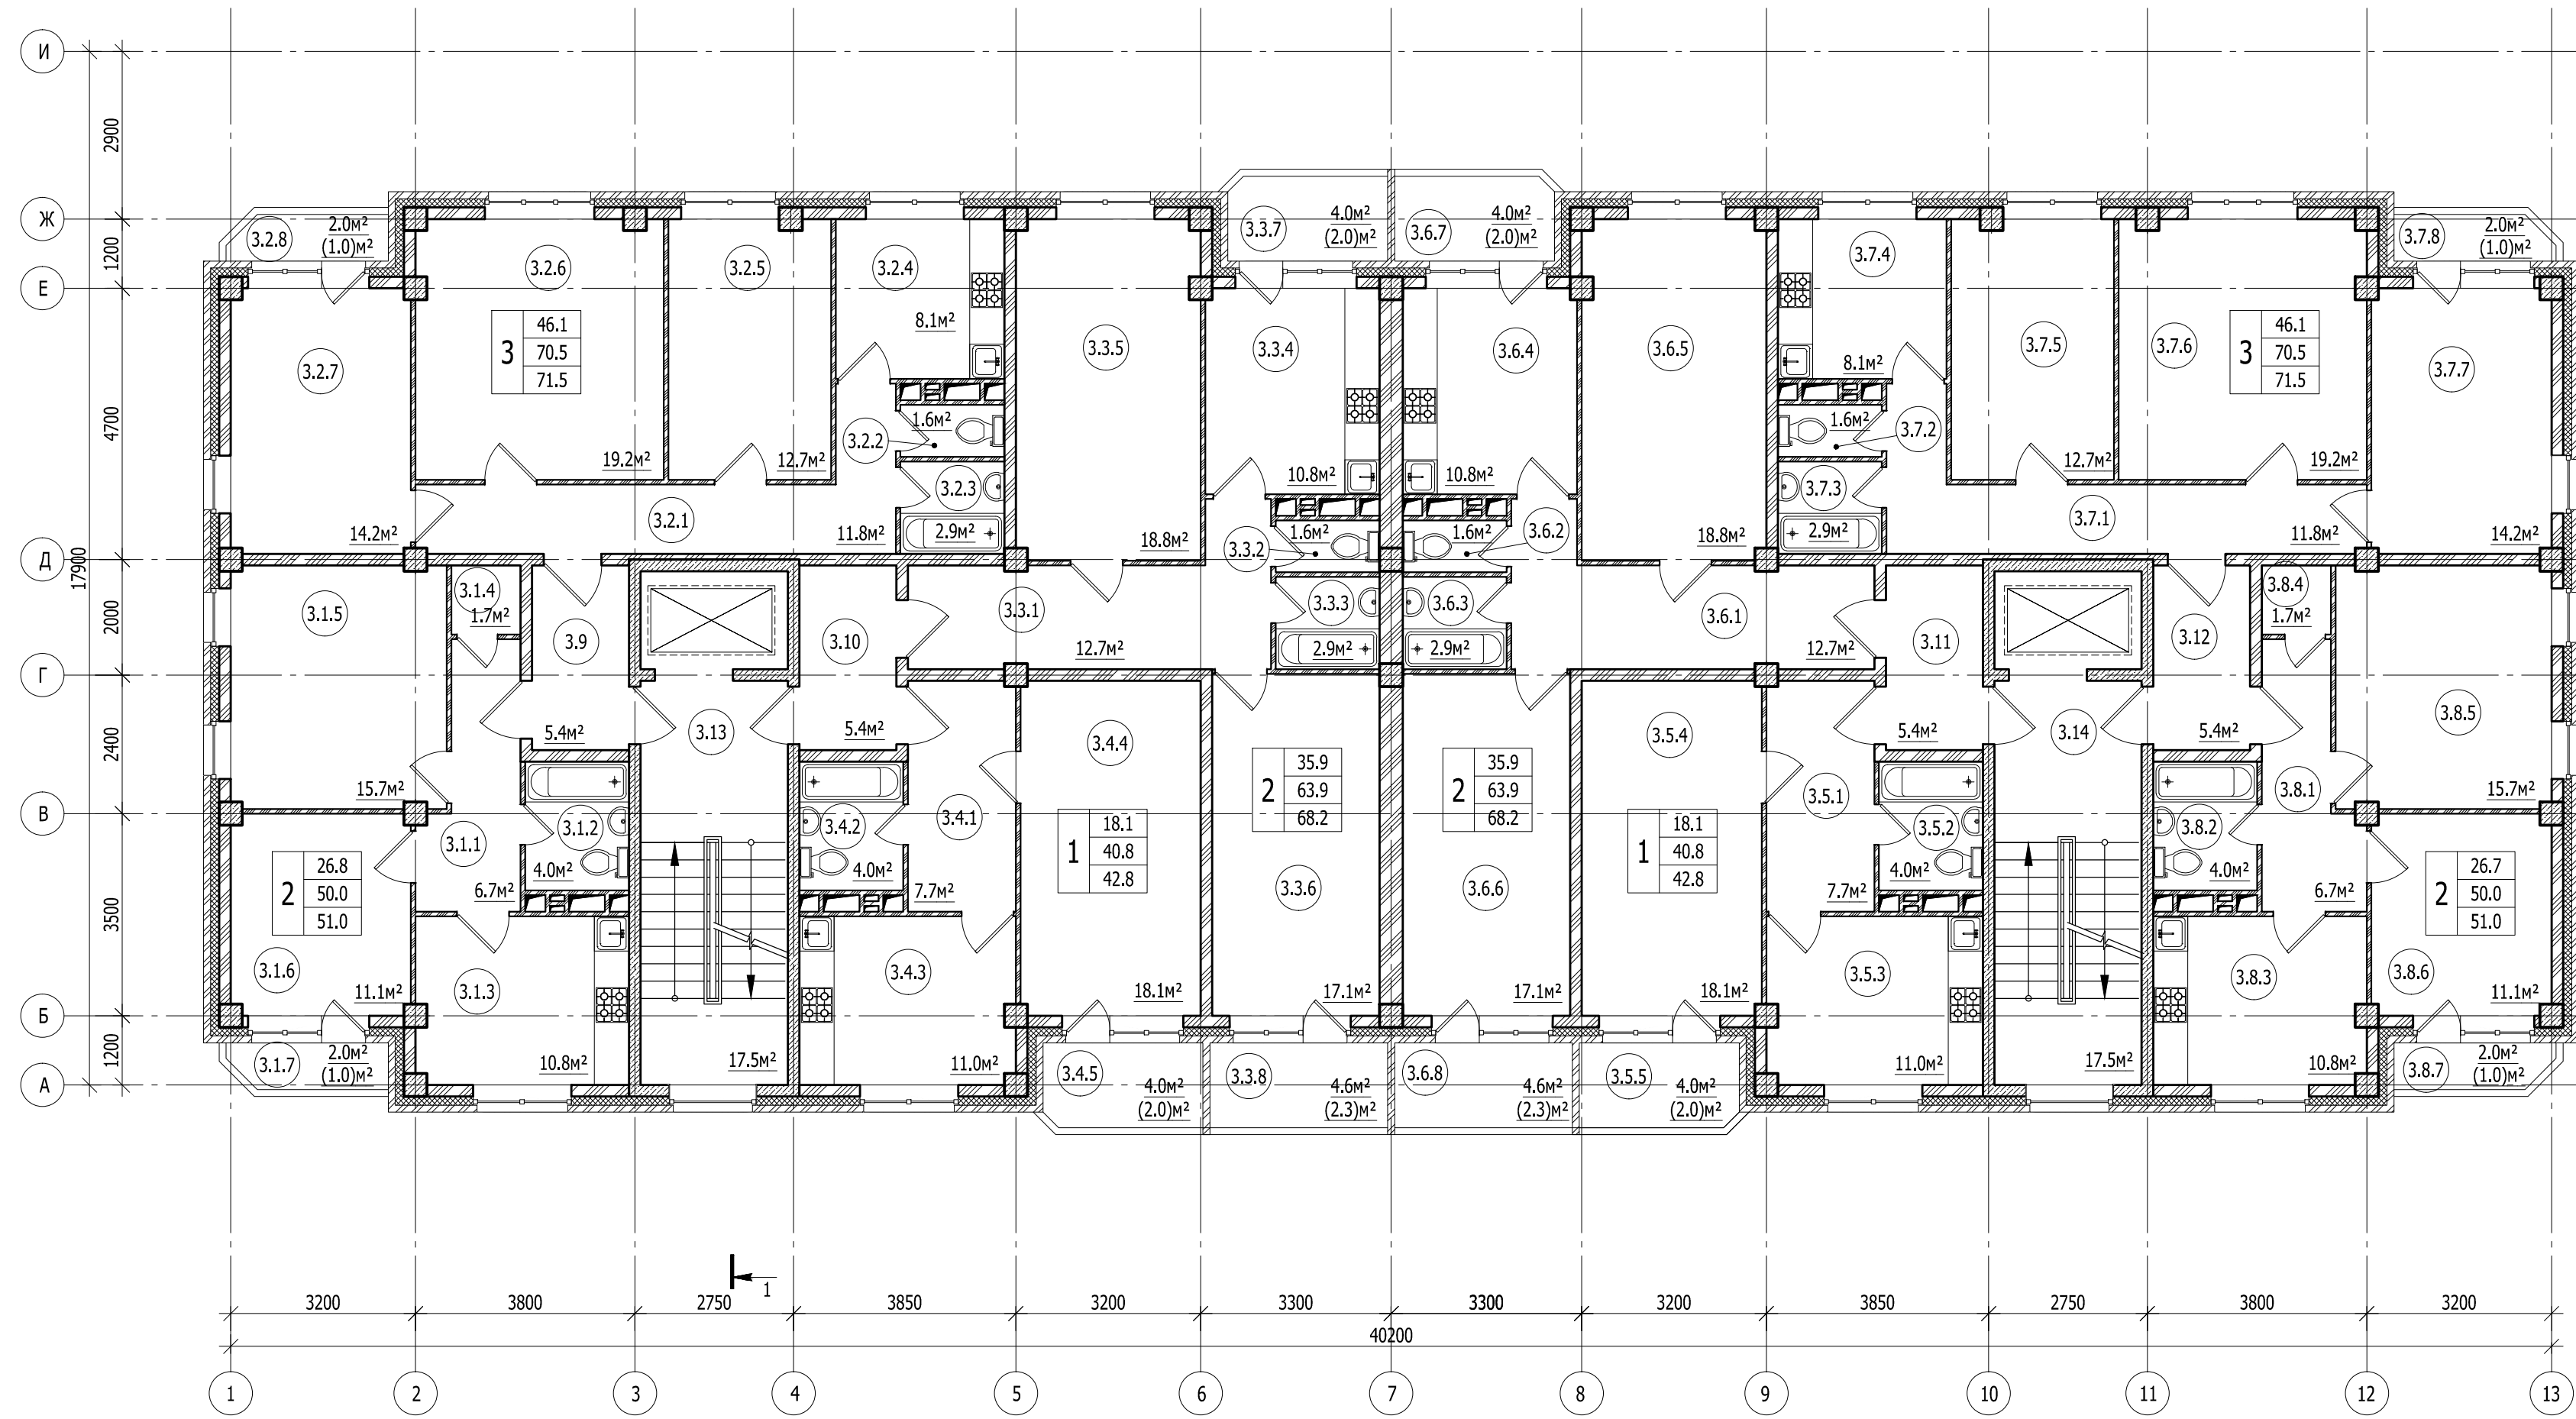 И
2900
Ж
3.2.8
2.0м²
(1.0)м²
3.3.7
4.0м²
(2.0)м²
3.6.7
4.0м²
(2.0)м²
3.7.8
2.0м²
(1.0)м²
1200
Е
3.2.6
3.2.5
3.2.4
3.7.4
8.1м²
3
46.1
70.5
71.5
3.2.7
3.3.5
3.3.4
3.6.4
3.6.5
3.7.5
3.7.6
3
46.1
70.5
71.5
3.7.7
8.1м²
4700
1.6м²
3.2.2
19.2м²
12.7м²
3.2.3
10.8м²
10.8м²
1.6м²
3.7.2
3.7.3
12.7м²
19.2м²
3.2.1
14.2м²
11.8м²
2.9м²
18.8м²
1.6м²
3.3.2
1.6м²
3.6.2
18.8м²
2.9м²
3.7.1
11.8м²
14.2м²
Д
17900
3.1.4
1.7м²
3.1.5
3.9
3.10
3.3.1
3.3.3
3.6.3
3.6.1
3.11
3.12
3.8.4
1.7м²
2000
12.7м²
2.9м²
2.9м²
12.7м²
Г
2400
5.4м²
3.13
5.4м²
3.4.4
3.5.4
5.4м²
3.14
5.4м²
3.8.5
15.7м²
2
35.9
63.9
68.2
2
35.9
63.9
68.2
3.5.1
3.8.1
15.7м²
В
3.1.1
3.1.2
3.4.2
3.4.1
1
18.1
40.8
42.8
1
18.1
40.8
42.8
3.5.2
3.8.2
2
26.8
50.0
51.0
6.7м²
4.0м²
4.0м²
7.7м²
3.3.6
3.6.6
7.7м²
4.0м²
4.0м²
6.7м²
2
26.7
50.0
51.0
3500
3.1.6
11.1м²
3.1.3
3.4.3
18.1м²
17.1м²
17.1м²
18.1м²
3.5.3
3.8.3
3.8.6
11.1м²
Б
1200
3.1.7
2.0м²
(1.0)м²
10.8м²
17.5м²
11.0м²
3.4.5
4.0м²
(2.0)м²
3.3.8
4.6м²
(2.3)м²
3.6.8
4.6м²
(2.3)м²
3.5.5
4.0м²
(2.0)м²
11.0м²
17.5м²
10.8м²
3.8.7
2.0м²
(1.0)м²
А
1
3200 3800 2750 3850 3200 3300 3300 3200 3850 2750 3800 3200
40200
1 2 3 4 5 6 7 8 9 10 11 12 13